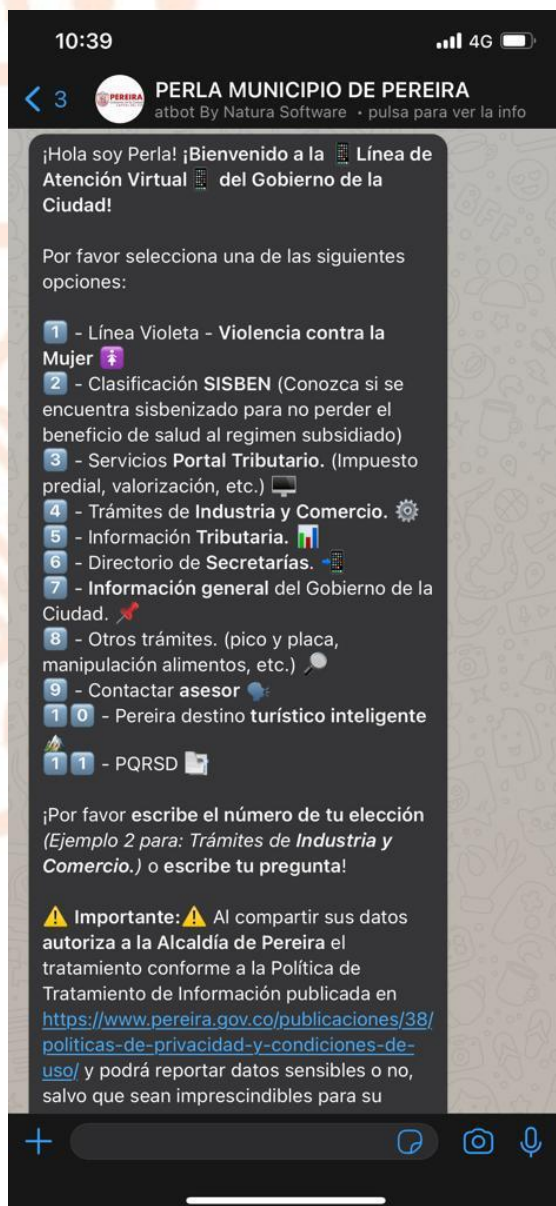 10:39
4G
3
PEREIRA
PERLA MUNICIPIO DE PEREIRA
atbot By Natura Software • pulsa para ver la info
¡Hola soy Perla! ¡Bienvenido a la 📱 Línea de
Atención Virtual📱 del Gobierno de la
Ciudad!
Por favor selecciona una de las siguientes
opciones:
1️⃣ - Línea Violeta - Violencia contra la
Mujer 🚺
2️⃣ - Clasificación SISBEN (Conozca si se
encuentra sisbenizado para no perder el
beneficio de salud al regimen subsidiado)
3️⃣ - Servicios Portal Tributario. (Impuesto
predial, valorización, etc.) 🖥️
4️⃣ - Trámites de Industria y Comercio. ⚙️
5️⃣ - Información Tributaria. 📊
6️⃣ - Directorio de Secretarías. 📲
7️⃣ - Información general del Gobierno de la
Ciudad. 📌
8️⃣ - Otros trámites. (pico y placa,
manipulación alimentos, etc.) 🔎
9️⃣ - Contactar asesor 🗣️
1️⃣0️⃣ - Pereira destino turístico inteligente
🏔️
1️⃣1️⃣ - PQRSD 📑
¡Por favor escribe el número de tu elección
(Ejemplo 2 para: Trámites de Industria y
Comercio.) o escribe tu pregunta!
⚠️ Importante:⚠️ Al compartir sus datos
autoriza a la Alcaldía de Pereira el
tratamiento conforme a la Política de
Tratamiento de Información publicada en
https://www.pereira.gov.co/publicaciones/38/
politicas-de-privacidad-y-condiciones-de-
uso/ y podrá reportar datos sensibles o no,
salvo que sean imprescindibles para su